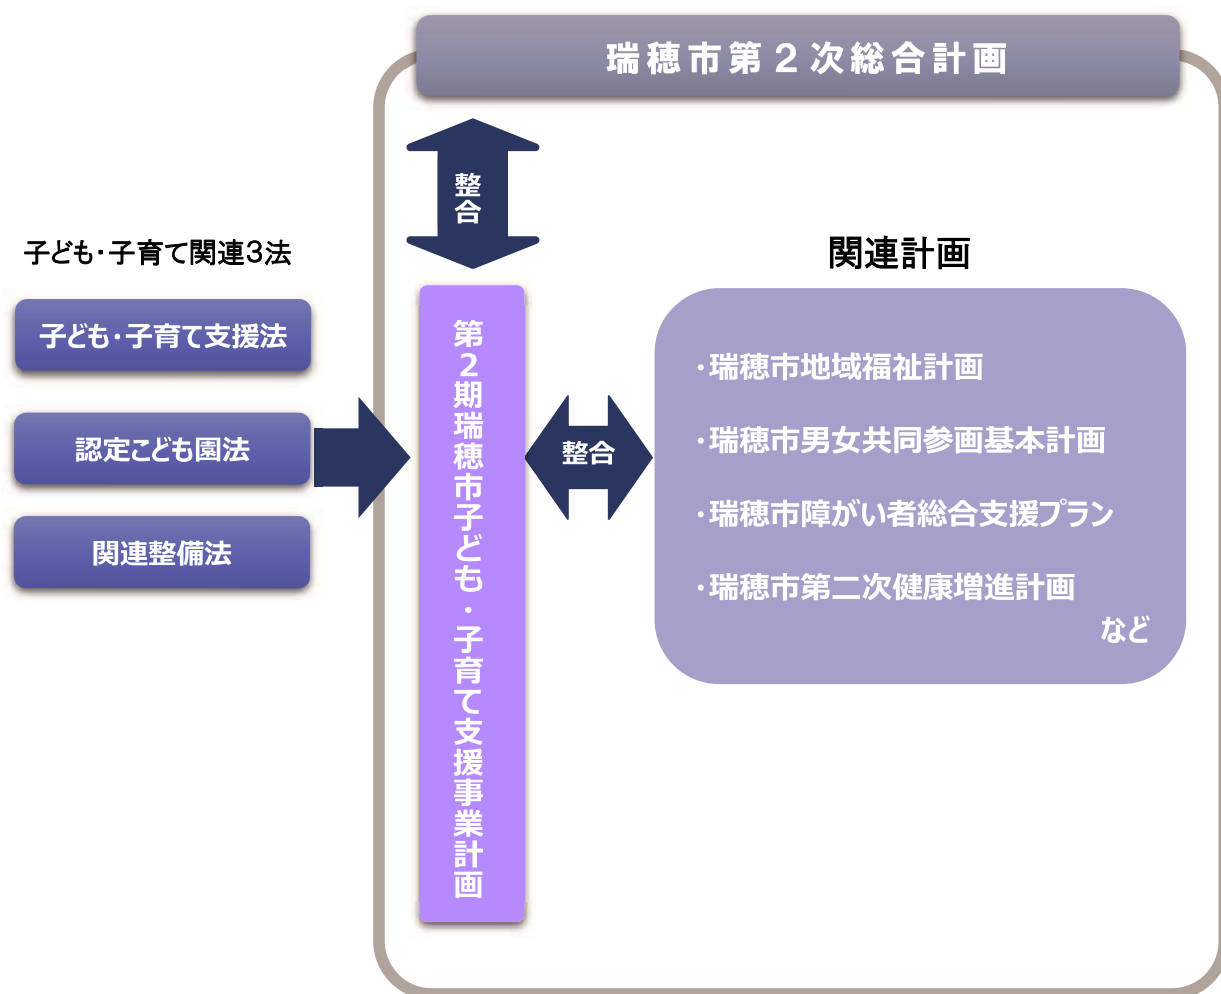 瑞穂市第２次総合計画
整合
子ども・子育て関連３法
子ども・子育て支援法
認定こども園法
関連整備法
第２期瑞穂市子ども・子育て支援事業計画
整合
関連計画
・瑞穂市地域福祉計画
・瑞穂市男女共同参画基本計画
・瑞穂市障がい者総合支援プラン
・瑞穂市第二次健康増進計画
など